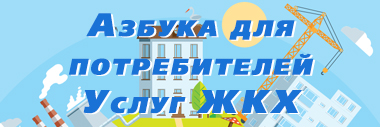 Азбука для
потребителей
Услуг ЖКХ